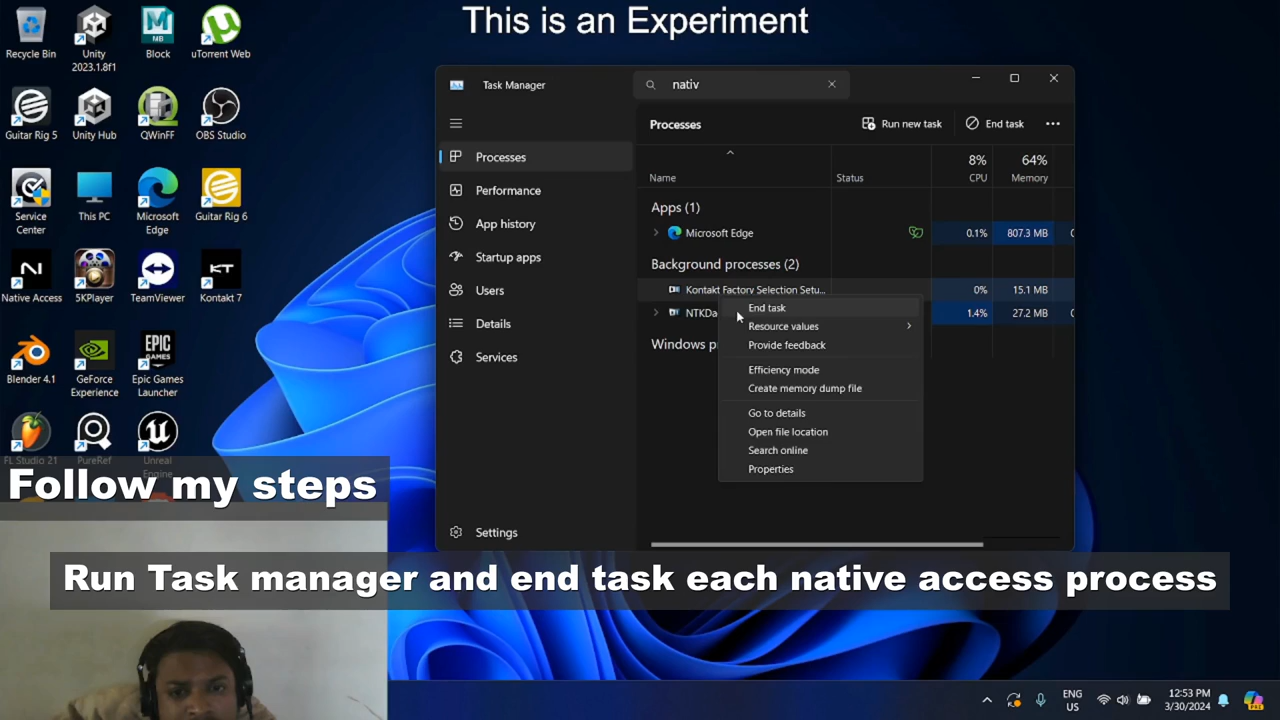 This is an Experiment
Recycle Bin
Unity
2023.1.8f1
Block
uTorrent Web
Guitar Rig 5
Unity Hub
QWinFF
OBS Studio
Service
Center
This PC
Microsoft
Edge
Guitar Rig 6
Native Access
5KPlayer
TeamViewer
Kontakt 7
Blender 4.1
GeForce
Experience
Epic Games
Launcher
FL Studio 21
PureRef
Unreal
Engine
Task Manager
nativ
Processes
Run new task
End task
Processes
Performance
App history
Startup apps
Users
Details
Services
Settings
Name
Status
8%
CPU
64%
Memory
Apps (1)
Microsoft Edge
0.1%
807.3 MB
Background processes (2)
Kontakt Factory Selection Setu...
0%
15.1 MB
NTKDa
1.4%
27.2 MB
Windows p
End task
Resource values
Provide feedback
Efficiency mode
Create memory dump file
Go to details
Open file location
Search online
Properties
Follow my steps
Run Task manager and end task each native access process
ENG
US
12:53 PM
3/30/2024